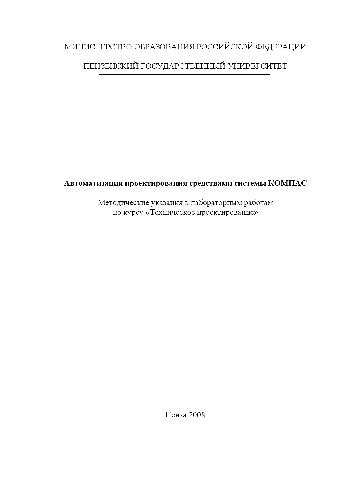 МИНИСТЕРСТВО ОБРАЗОВАНИЯ РОССИЙСКОЙ ФЕДЕРАЦИИ
ПЕНЗЕНСКИЙ ГОСУДАРСТВЕННЫЙ УНИВЕРСИТЕТ
Автоматизация проектирования средствами системы КОМПАС
Методические указания к лабораторным работам
по курсу «Техническое проектирование»
Пенза 2008